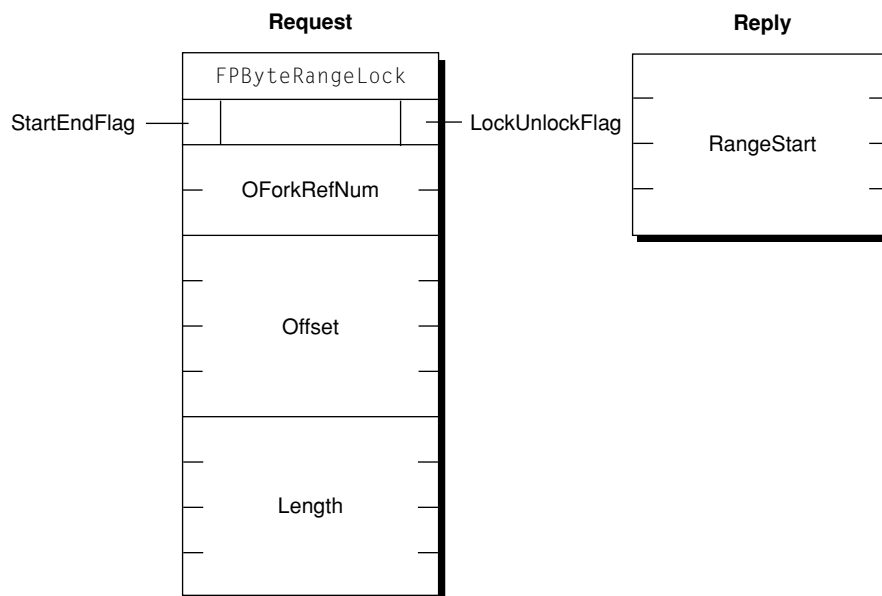 Request
FPByteRangeLock
StartEndFlag
LockUnlockFlag
OForkRefNum
Offset
Length
Reply
RangeStart